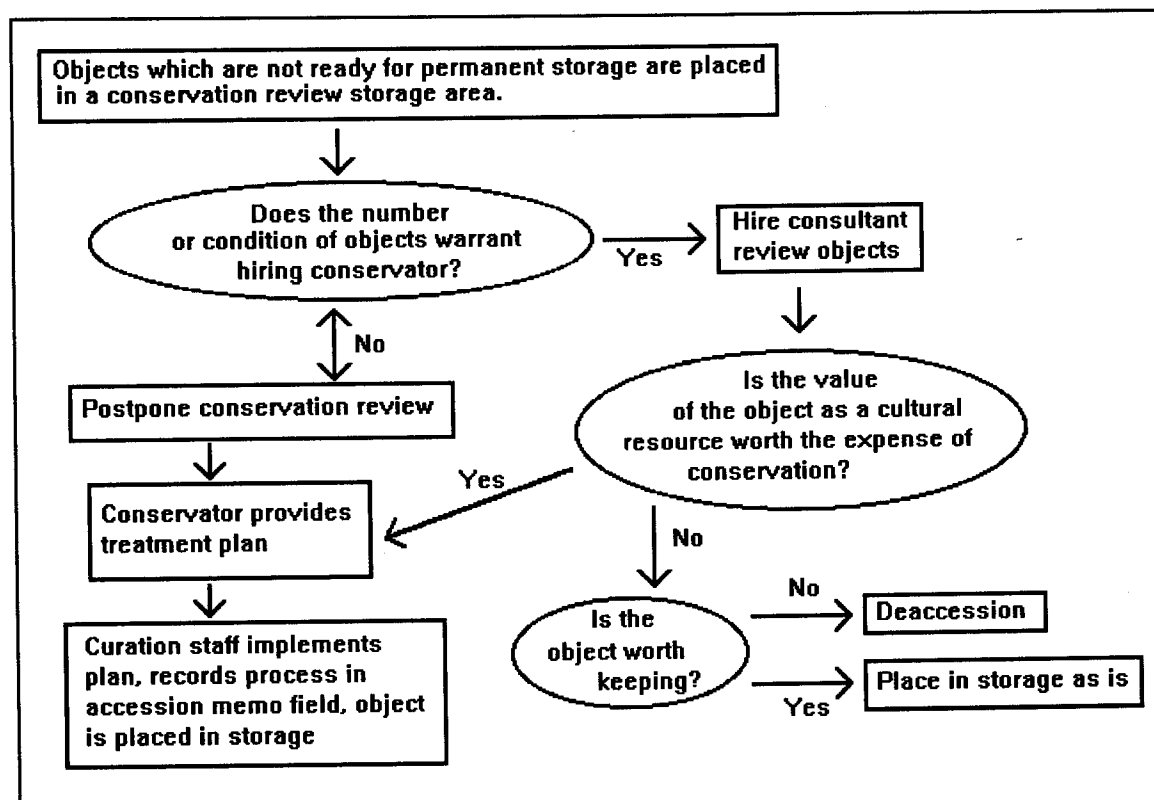 Objects which are not ready for permanent storage are placed
in a conservation review storage area.
Does the number
or condition of objects warrant
hiring conservator?
Yes
Hire consultant
review objects
No
Postpone conservation review
Is the value
of the object as a cultural
resource worth the expense of
conservation?
Yes
Conservator provides
treatment plan
No
Curation staff implements
plan, records process in
accession memo field, object
is placed in storage
Is the
object worth
keeping?
No
Deaccession
Yes
Place in storage as is